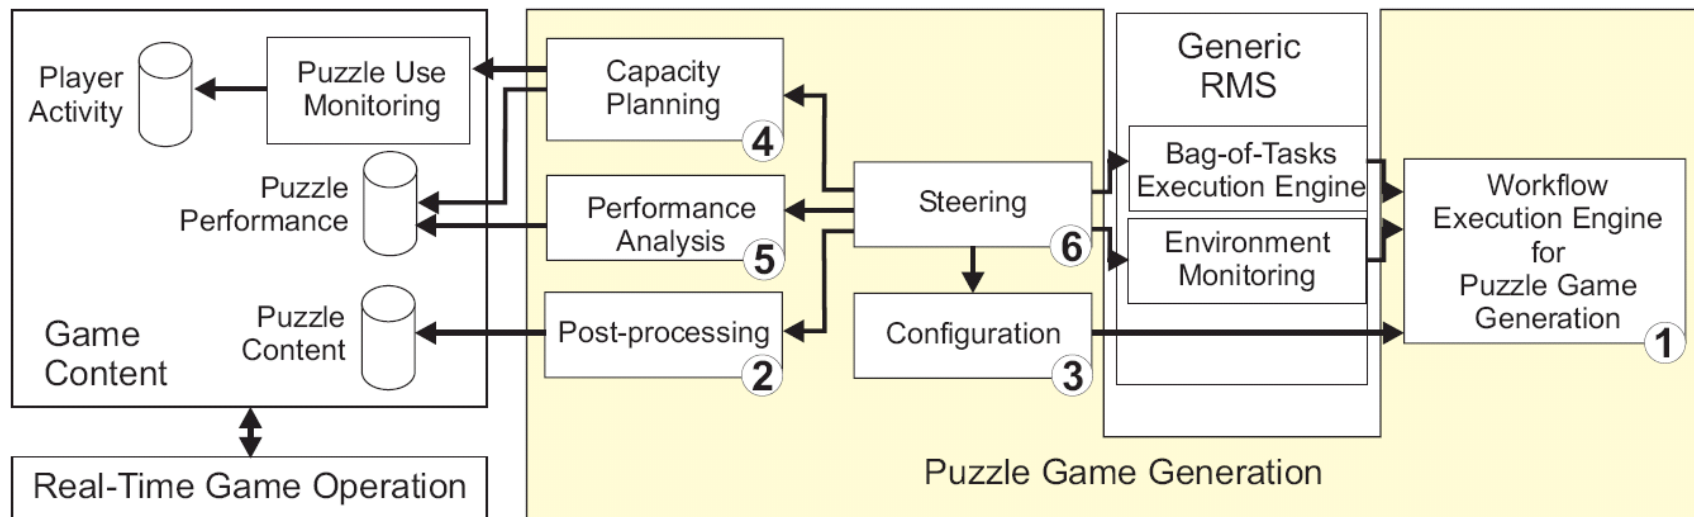 Player
Activity
Puzzle Use
Monitoring
Capacity
Planning
4
Generic
RMS
Puzzle
Performance
Performance
Analysis
5
Steering
6
Bag-of-Tasks
Execution Engine
Environment
Monitoring
Workflow
Execution Engine
for
Puzzle Game
Generation
1
Puzzle
Content
Post-processing
2
Configuration
3
Game
Content
Real-Time Game Operation
Puzzle Game Generation